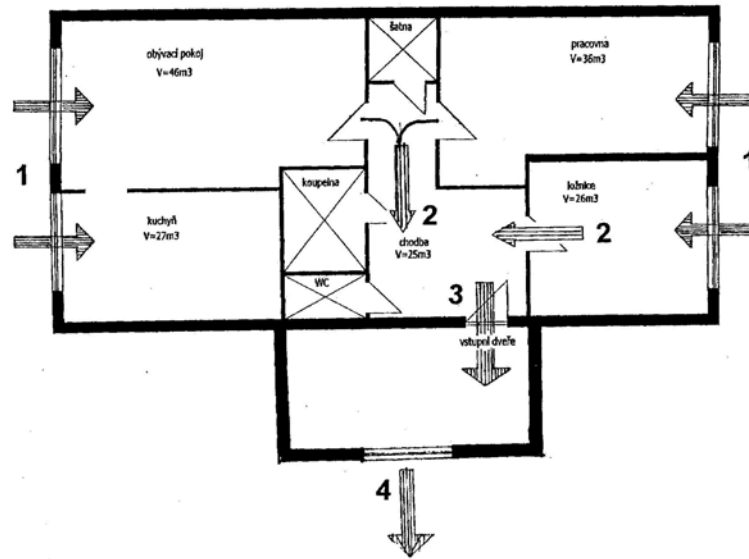 šatna
obývací pokoj
V=46m3
pracovna
V=36m3
1
1
koupelna
ložnice
V=26m3
kuchyň
V=27m3
2
chodba
V=25m3
2
WC
3
vstupní dveře
4